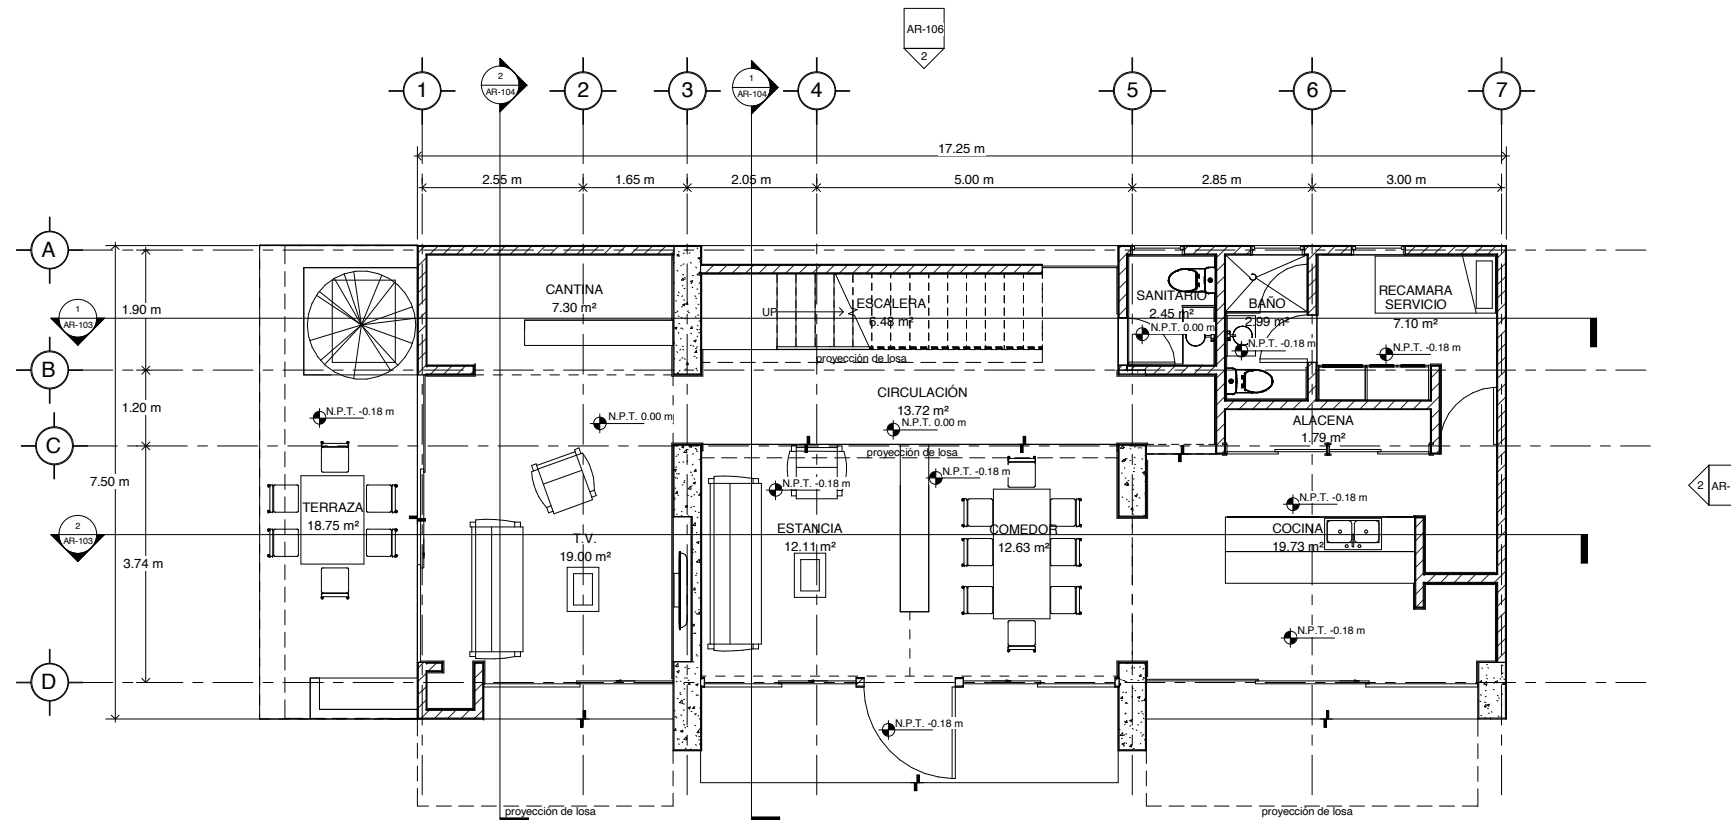 AR-106
2
1
2
AR-104
2
3
1
AR-104
4
5
6
7
17.25 m
2.55 m
1.65 m
2.05 m
5.00 m
2.85 m
3.00 m
A
1.90 m
1
AR-103
B
1.20 m
C
7.50 m
2
AR-103
3.74 m
D
CANTINA
7.30 m²
UP
ESCALERA
6.48 m²
proyección de losa
SANITARIO
2.45 m²
N.P.T. 0.00 m
BAÑO
2.99 m²
N.P.T. -0.18 m
RECAMARA
SERVICIO
7.10 m²
N.P.T. -0.18 m
CIRCULACIÓN
13.72 m²
N.P.T. 0.00 m
N.P.T. -0.18 m
N.P.T. 0.00 m
ALACENA
1.79 m²
proyección de losa
N.P.T. -0.18 m
N.P.T. -0.18 m
N.P.T. -0.18 m
2
AR-
TERRAZA
18.75 m²
T.V.
19.00 m²
ESTANCIA
12.11 m²
COMEDOR
12.63 m²
COCINA
19.73 m²
N.P.T. -0.18 m
N.P.T. -0.18 m
proyección de losa
proyección de losa